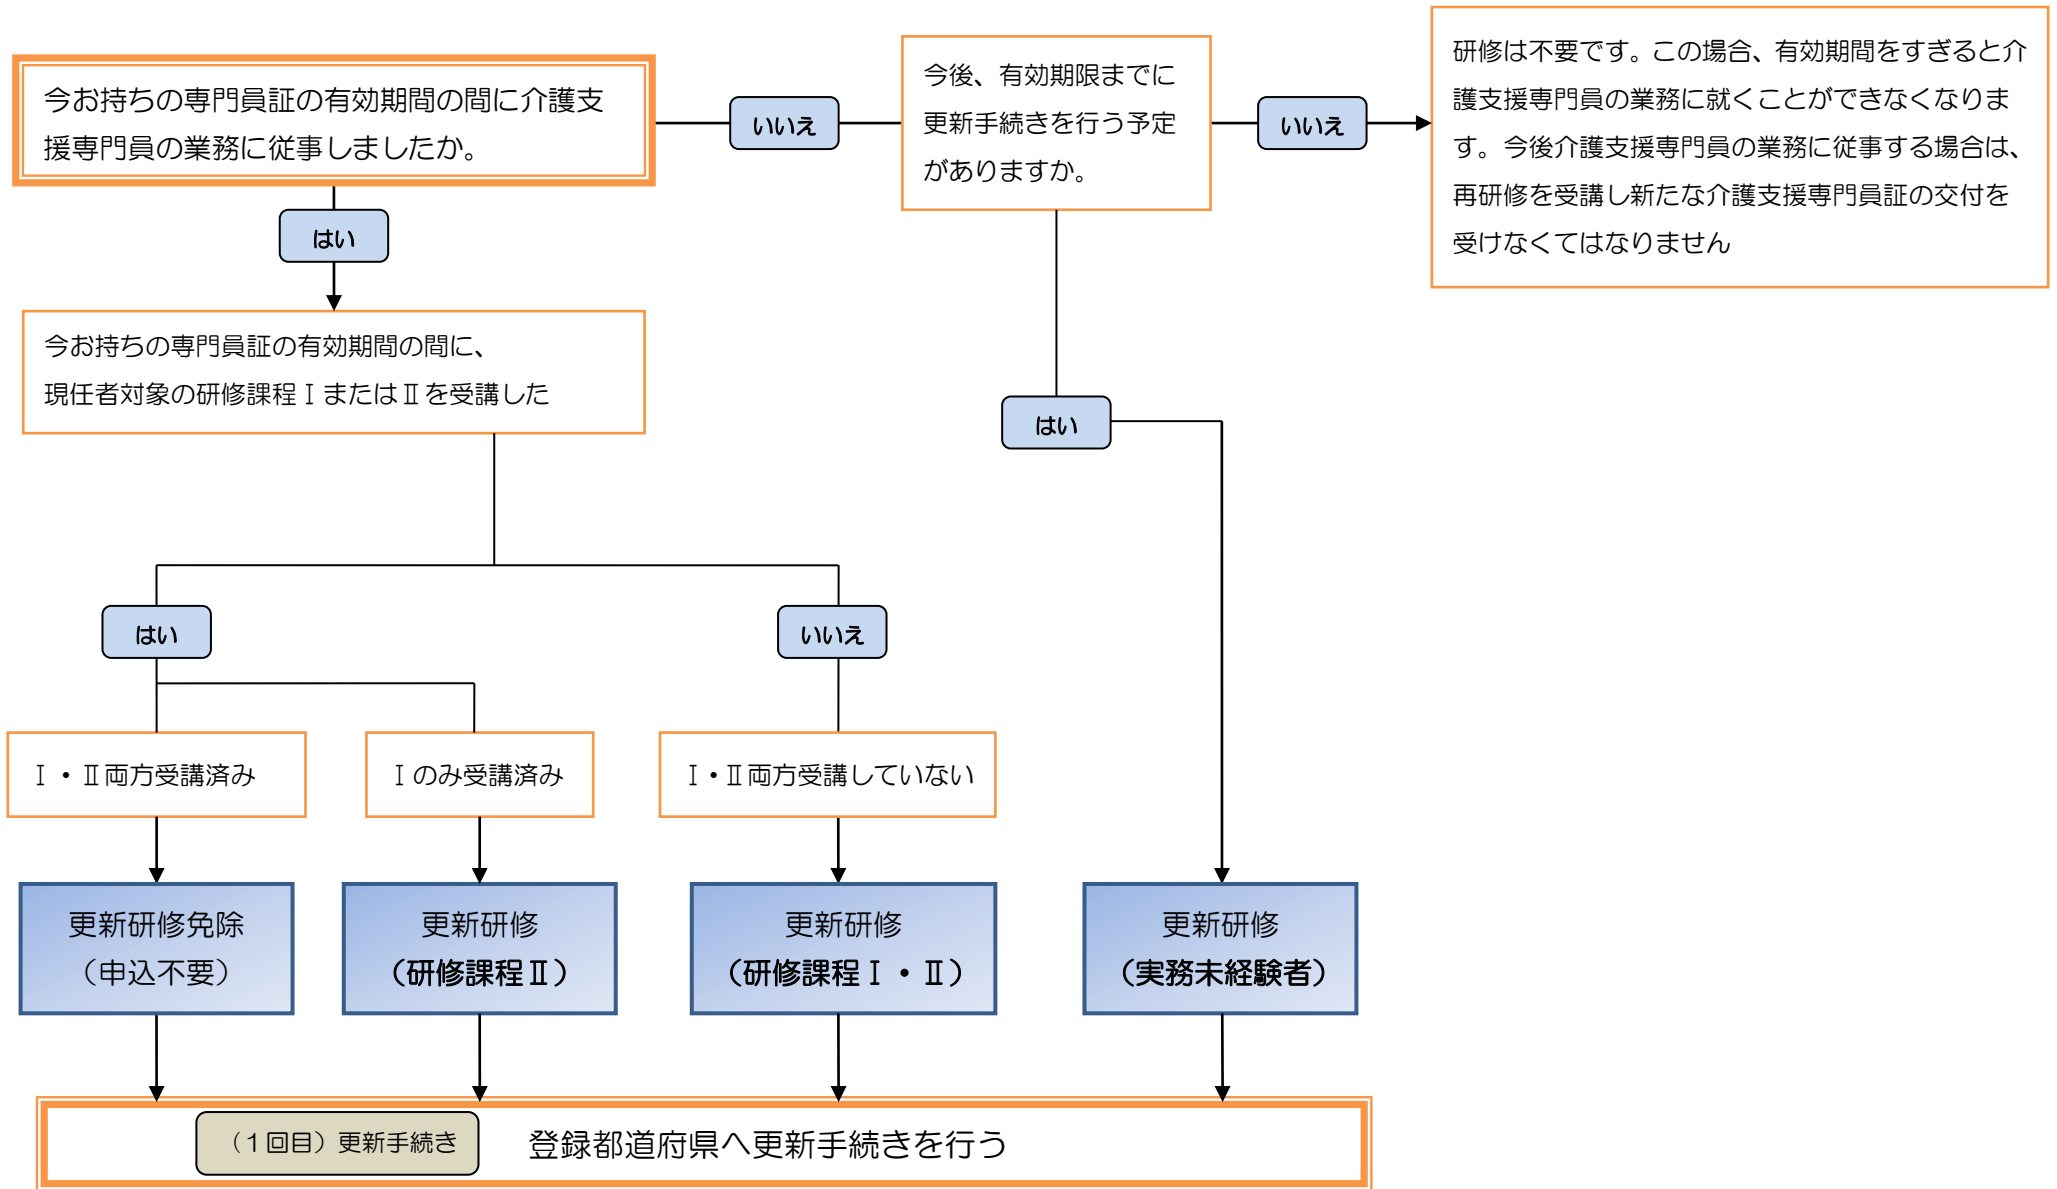 今お持ちの専門員証の有効期間の間に介護支
援専門員の業務に従事しましたか。
いいえ
今後、有効期限までに
更新手続きを行う予定
がありますか。
いいえ
研修は不要です。この場合、有効期間をすぎると介
護支援専門員の業務に就くことができなくなりま
す。今後介護支援専門員の業務に従事する場合は、
再研修を受講し新たな介護支援専門員証の交付を
受けなくてはなりません
はい
今お持ちの専門員証の有効期間の間に、
現任者対象の研修課程Ⅰまたはⅱを受講した
はい
はい
いいえ
Ⅰ・Ⅱ両方受講済み
Ⅰのみ受講済み
Ⅰ・Ⅱ両方受講していない
更新研修免除
（申込不要）
更新研修
（研修課程Ⅱ）
更新研修
（研修課程Ⅰ・Ⅱ）
更新研修
（実務未経験者）
（１回目）更新手続き
登録都道府県へ更新手続きを行う